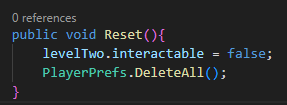 0 references
public void Reset(){
levelTwo.interactable = false;
PlayerPrefs.DeleteAll();
}